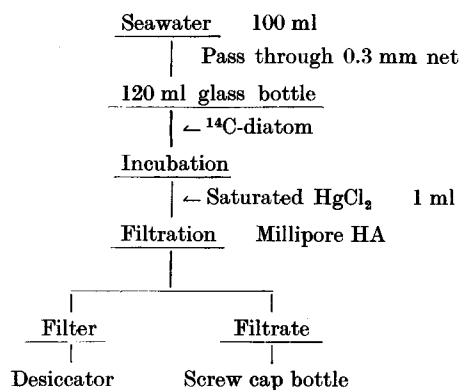 Seawater 100 ml
Pass through 0.3 mm net
120 ml glass bottle
← ¹⁴C-diatom
Incubation
← Saturated HgCl₂ 1 ml
Filtration Millipore HA
Filter Filtrate
Desiccator Screw cap bottle